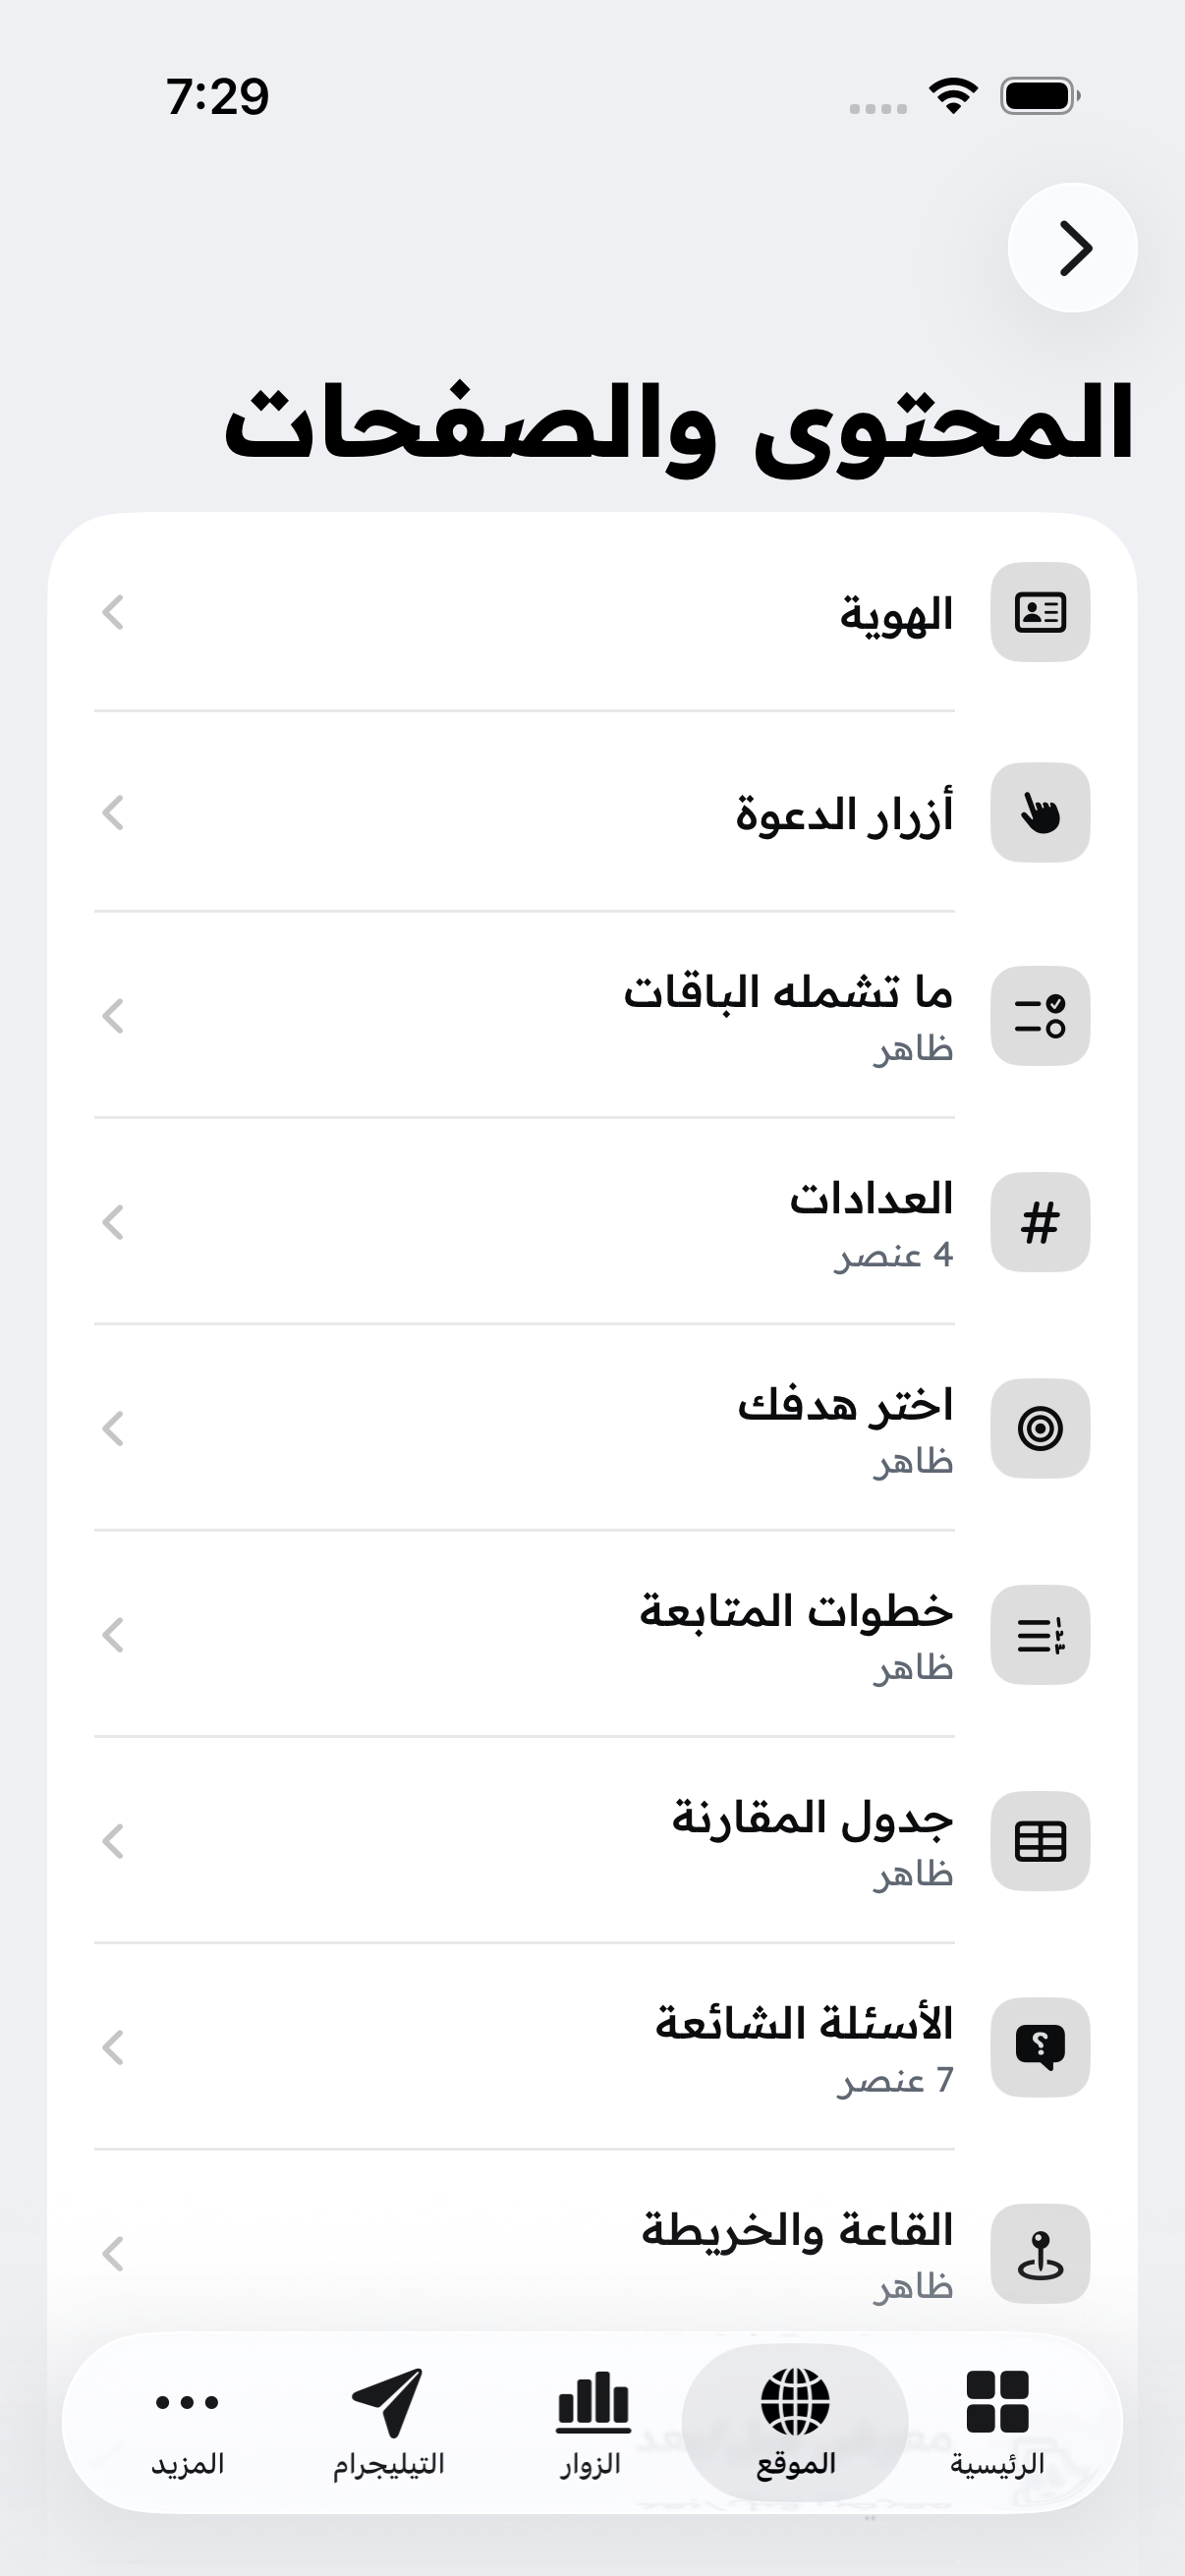 7:29
المحتوى والصفحات
الهوية
أزرار الدعوة
ما تشمله الباقات
ظاهر
العدادات
4 عنصر
اختر هدفك
ظاهر
خطوات المتابعة
ظاهر
جدول المقارنة
ظاهر
الأسئلة الشائعة
7 عنصر
القاعة والخريطة
ظاهر
الرئيسية
الموقع
الزوار
التيليجرام
المزيد